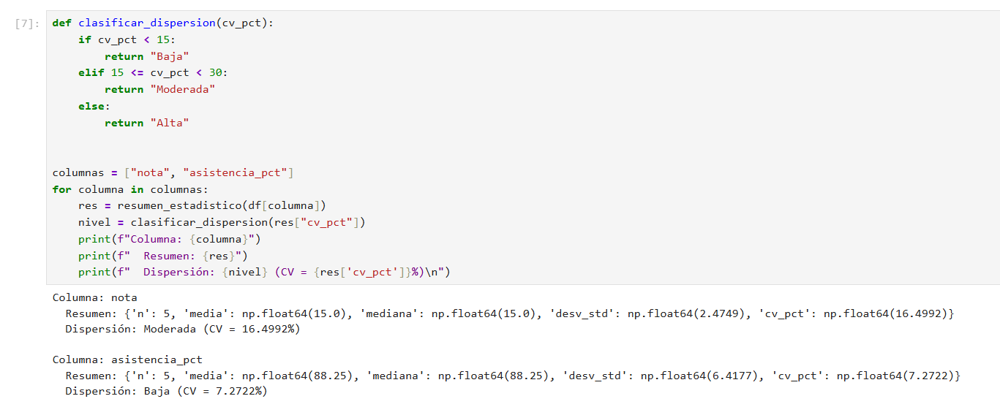 [7]: def clasificar_dispersion(cv_pct):
    if cv_pct < 15:
        return "Baja"
    elif 15 <= cv_pct < 30:
        return "Moderada"
    else:
        return "Alta"
columnas = ["nota", "asistencia_pct"]
for columna in columnas:
    res = resumen_estadistico(df[columna])
    nivel = clasificar_dispersion(res["cv_pct"])
    print(f"Columna: {columna}")
    print(f"  Resumen: {res}")
    print(f"  Dispersión: {nivel} (CV = {res['cv_pct']}%)\n")
Columna: nota
  Resumen: {'n': 5, 'media': np.float64(15.0), 'mediana': np.float64(15.0), 'desv_std': np.float64(2.4749), 'cv_pct': np.float64(16.4992)}
  Dispersión: Moderada (CV = 16.4992%)
Columna: asistencia_pct
  Resumen: {'n': 5, 'media': np.float64(88.25), 'mediana': np.float64(88.25), 'desv_std': np.float64(6.4177), 'cv_pct': np.float64(7.2722)}
  Dispersión: Baja (CV = 7.2722%)